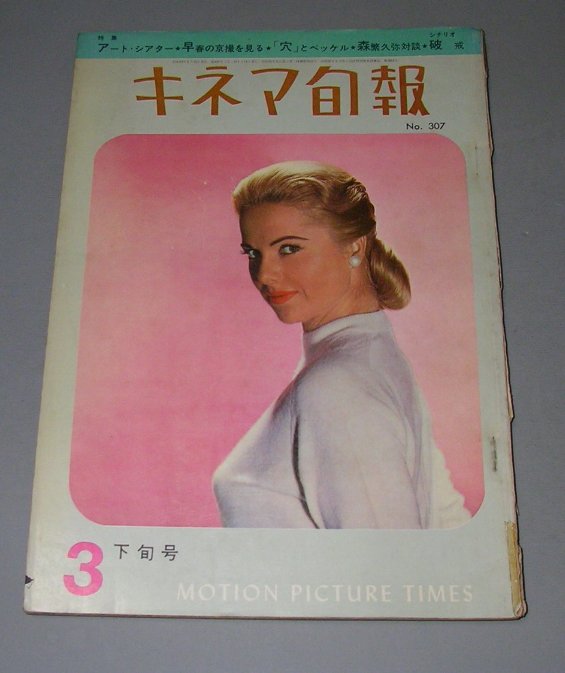 特集
シナリオ
アート・シアター★早春の京撮を見る★「穴」とベッケル★森繁久弥対談★破戒
キネマ旬報
No. 307
3 下旬号
MOTION PICTURE TIMES